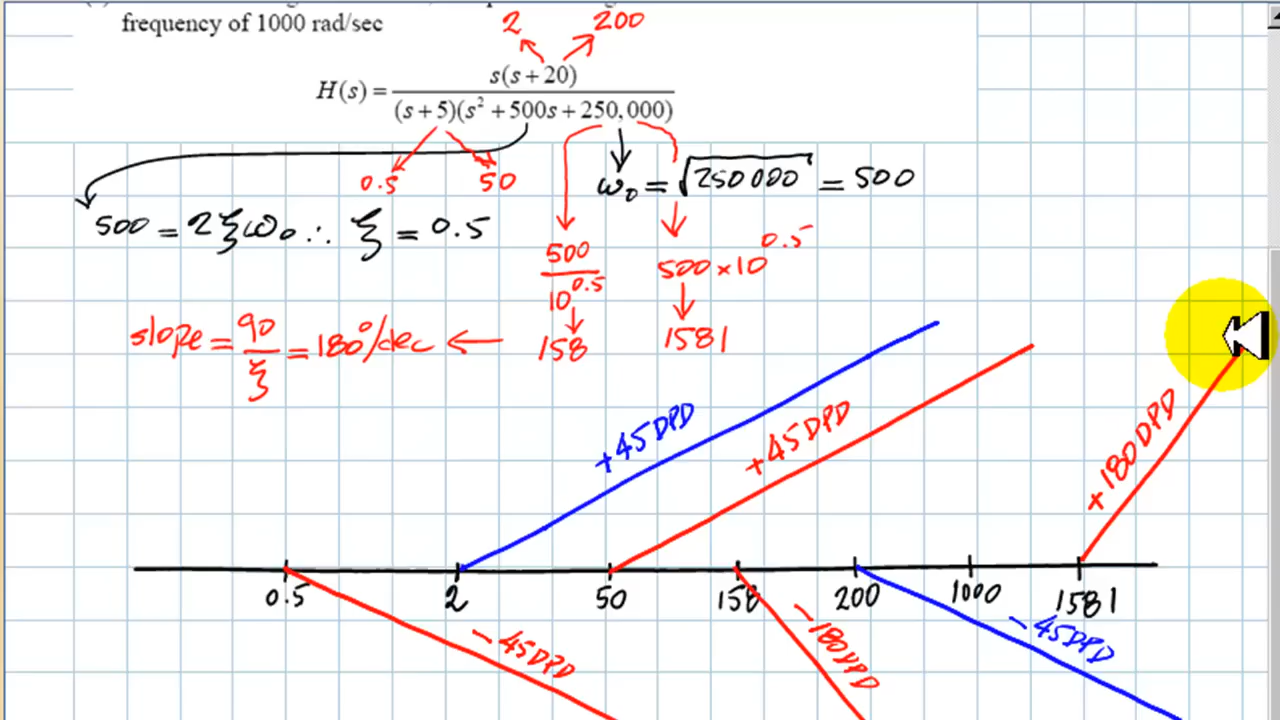 frequency of 1000 rad/sec
2 200
H(s) = s(s+20) / (s+5)(s² + 500s + 250,000)
0.5 50
ω₀ = √250000 = 500
500 = 2ξω₀ ∴ ξ = 0.5
500 / 10^0.5
500 × 10^0.5
slope = 90/ξ = 180°/dec ← 158
1581
+45DPD
+45DPD
+180DPD
0.5 2 50 158 200 1000 1581
-45DPD
-180DPD
-45DPD